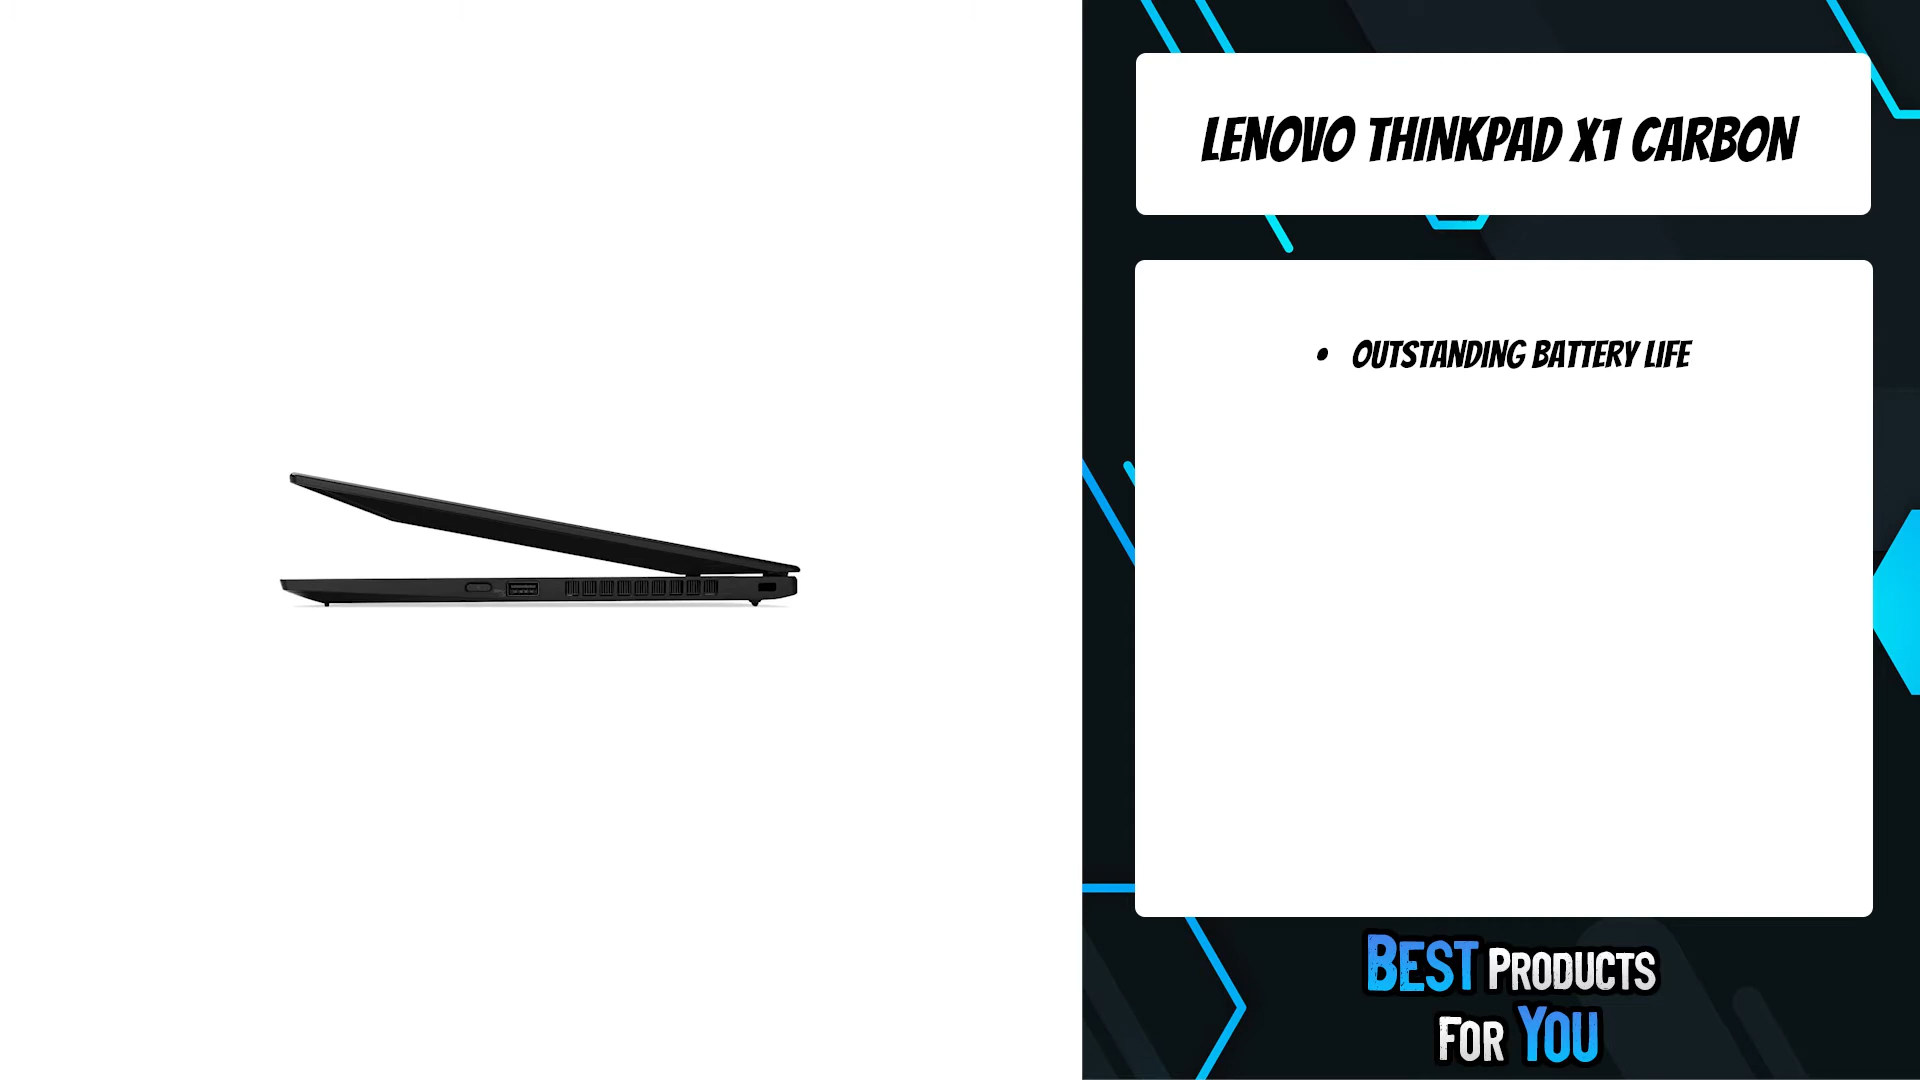 LENOVO THINKPAD X1 CARBON
• OUTSTANDING BATTERY LIFE
BEST PRODUCTS
FOR YOU